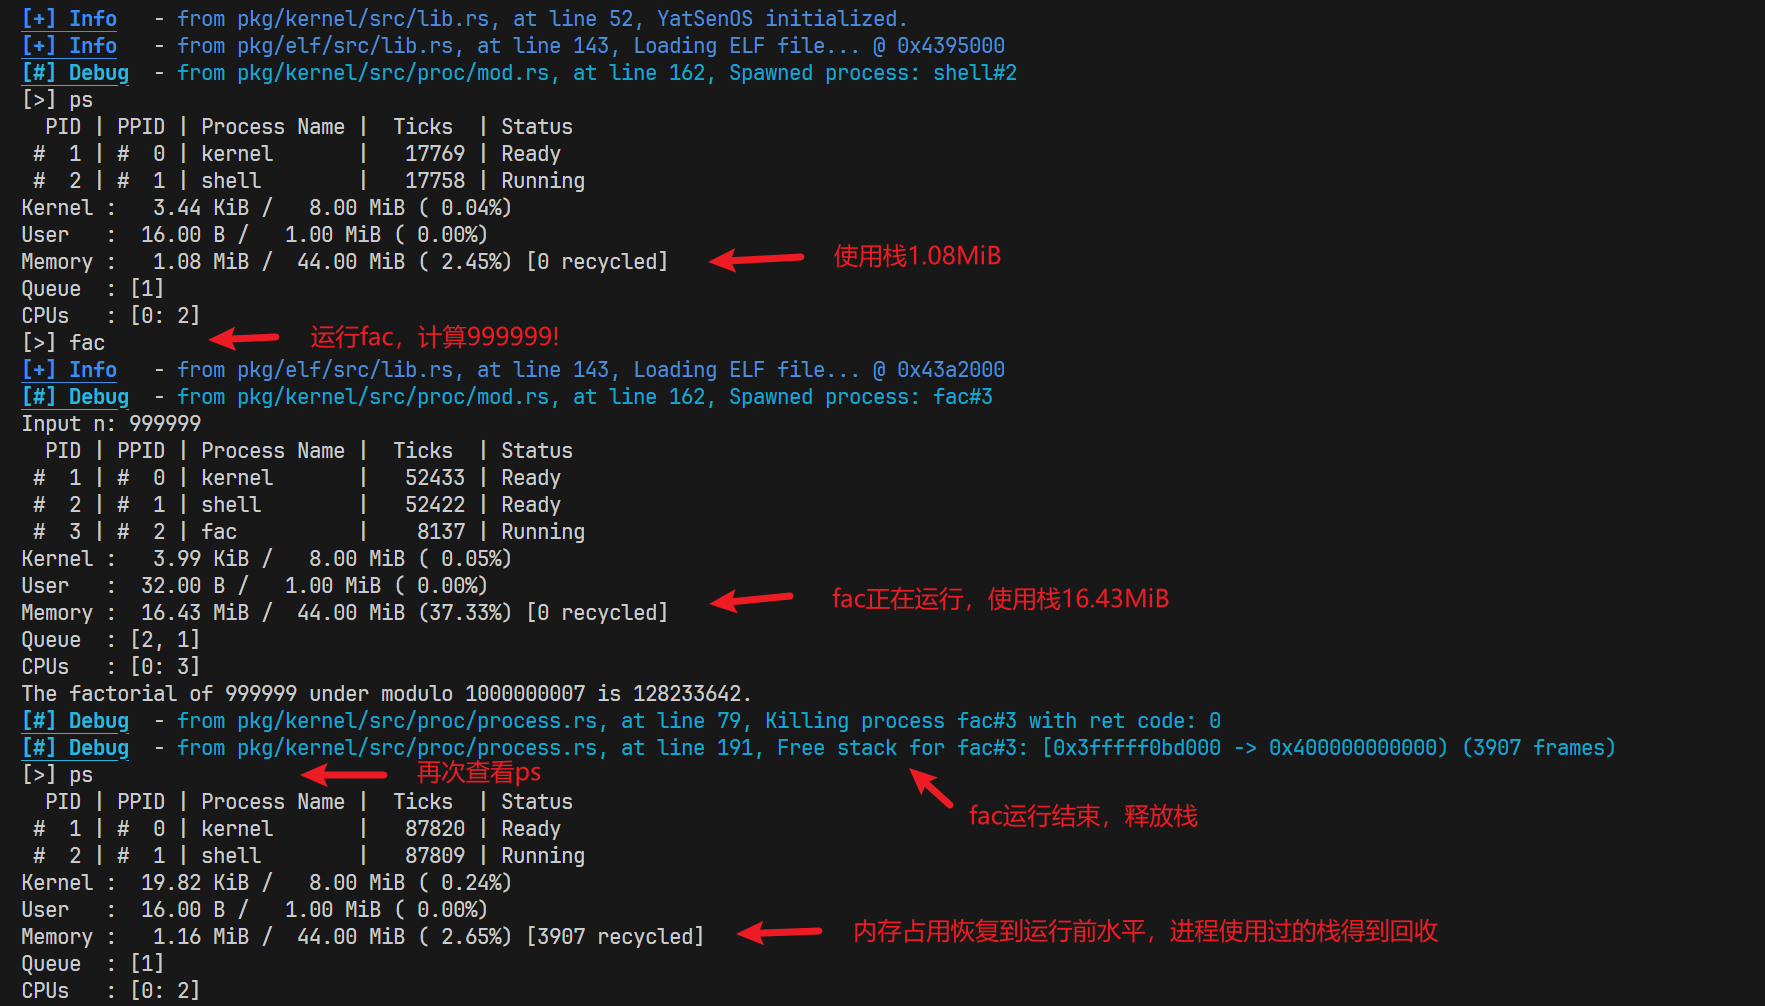 [+] Info   - from pkg/kernel/src/lib.rs, at line 52, YatSenOS initialized.
[+] Info   - from pkg/elf/src/lib.rs, at line 143, Loading ELF file... @ 0x4395000
[#] Debug  - from pkg/kernel/src/proc/mod.rs, at line 162, Spawned process: shell#2
[>] ps
  PID | PPID | Process Name |  Ticks  | Status
 #  1 | #  0 | kernel       |   17769 | Ready
 #  2 | #  1 | shell        |   17758 | Running
Kernel :   3.44 KiB /   8.00 MiB ( 0.04%)
User   :  16.00 B /   1.00 MiB ( 0.00%)
Memory :   1.08 MiB /  44.00 MiB ( 2.45%) [0 recycled]
使用栈1.08MiB
Queue  : [1]
CPUs   : [0: 2]
[>] fac
运行fac，计算999999!
[+] Info   - from pkg/elf/src/lib.rs, at line 143, Loading ELF file... @ 0x43a2000
[#] Debug  - from pkg/kernel/src/proc/mod.rs, at line 162, Spawned process: fac#3
Input n: 999999
  PID | PPID | Process Name |  Ticks  | Status
 #  1 | #  0 | kernel       |   52433 | Ready
 #  2 | #  1 | shell        |   52422 | Ready
 #  3 | #  2 | fac          |    8137 | Running
Kernel :   3.99 KiB /   8.00 MiB ( 0.05%)
User   :  32.00 B /   1.00 MiB ( 0.00%)
Memory :  16.43 MiB /  44.00 MiB (37.33%) [0 recycled]
fac正在运行，使用栈16.43MiB
Queue  : [2, 1]
CPUs   : [0: 3]
The factorial of 999999 under modulo 1000000007 is 128233642.
[#] Debug  - from pkg/kernel/src/proc/process.rs, at line 79, Killing process fac#3 with ret code: 0
[#] Debug  - from pkg/kernel/src/proc/process.rs, at line 191, Free stack for fac#3: [0x3fffff0bd000 -> 0x400000000000) (3907 frames)
[>] ps
再次查看ps
  PID | PPID | Process Name |  Ticks  | Status
fac运行结束，释放栈
 #  1 | #  0 | kernel       |   87820 | Ready
 #  2 | #  1 | shell        |   87809 | Running
Kernel :  19.82 KiB /   8.00 MiB ( 0.24%)
User   :  16.00 B /   1.00 MiB ( 0.00%)
Memory :   1.16 MiB /  44.00 MiB ( 2.65%) [3907 recycled]
内存占用恢复到运行前水平，进程使用过的栈得到回收
Queue  : [1]
CPUs   : [0: 2]